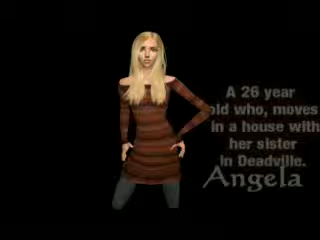 A 26 year
old who, moves
in a house with
her sister
in Deadville.
Angela